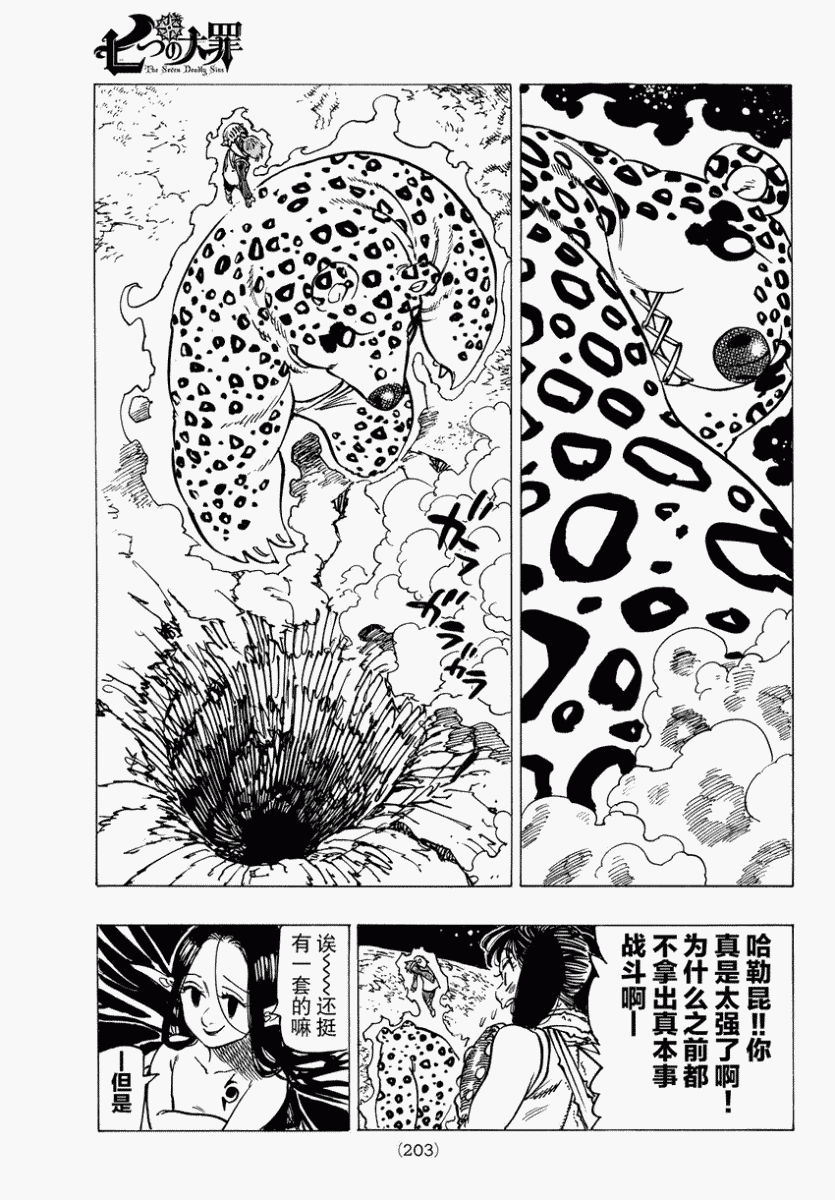 七つの大罪
The Seven Deadly Sins
ガラ
ガラ
ガラ
哈勒昆!!你
真是太强了啊！
为什么之前都
不拿出真本事
战斗啊—
诶~~~还挺
有一套的嘛
—但是
(203)